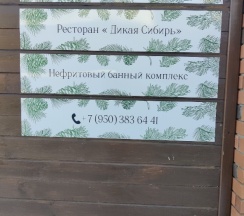 Ресторан « Дикая Сибирь»
Нефритовый банный комплекс
+7 (950) 383 64 41